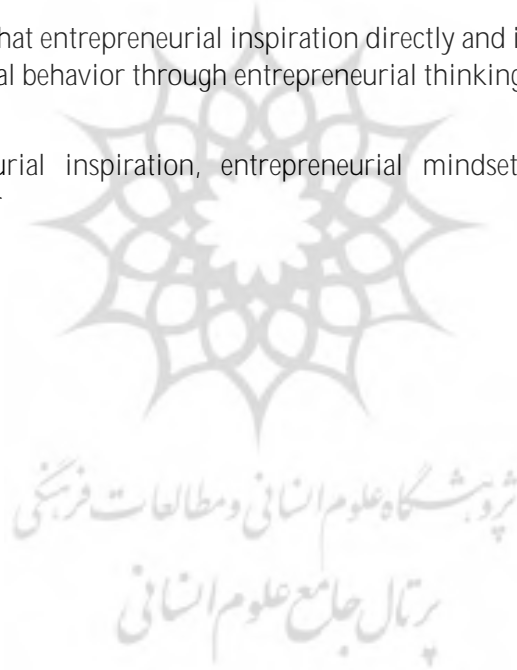 hat entrepreneurial inspiration directly and i
al behavior through entrepreneurial thinking
urial inspiration, entrepreneurial mindset
پژوهشگاه علوم انسانی و مطالعات فرهنگی
پرتال جامع علوم انسانی